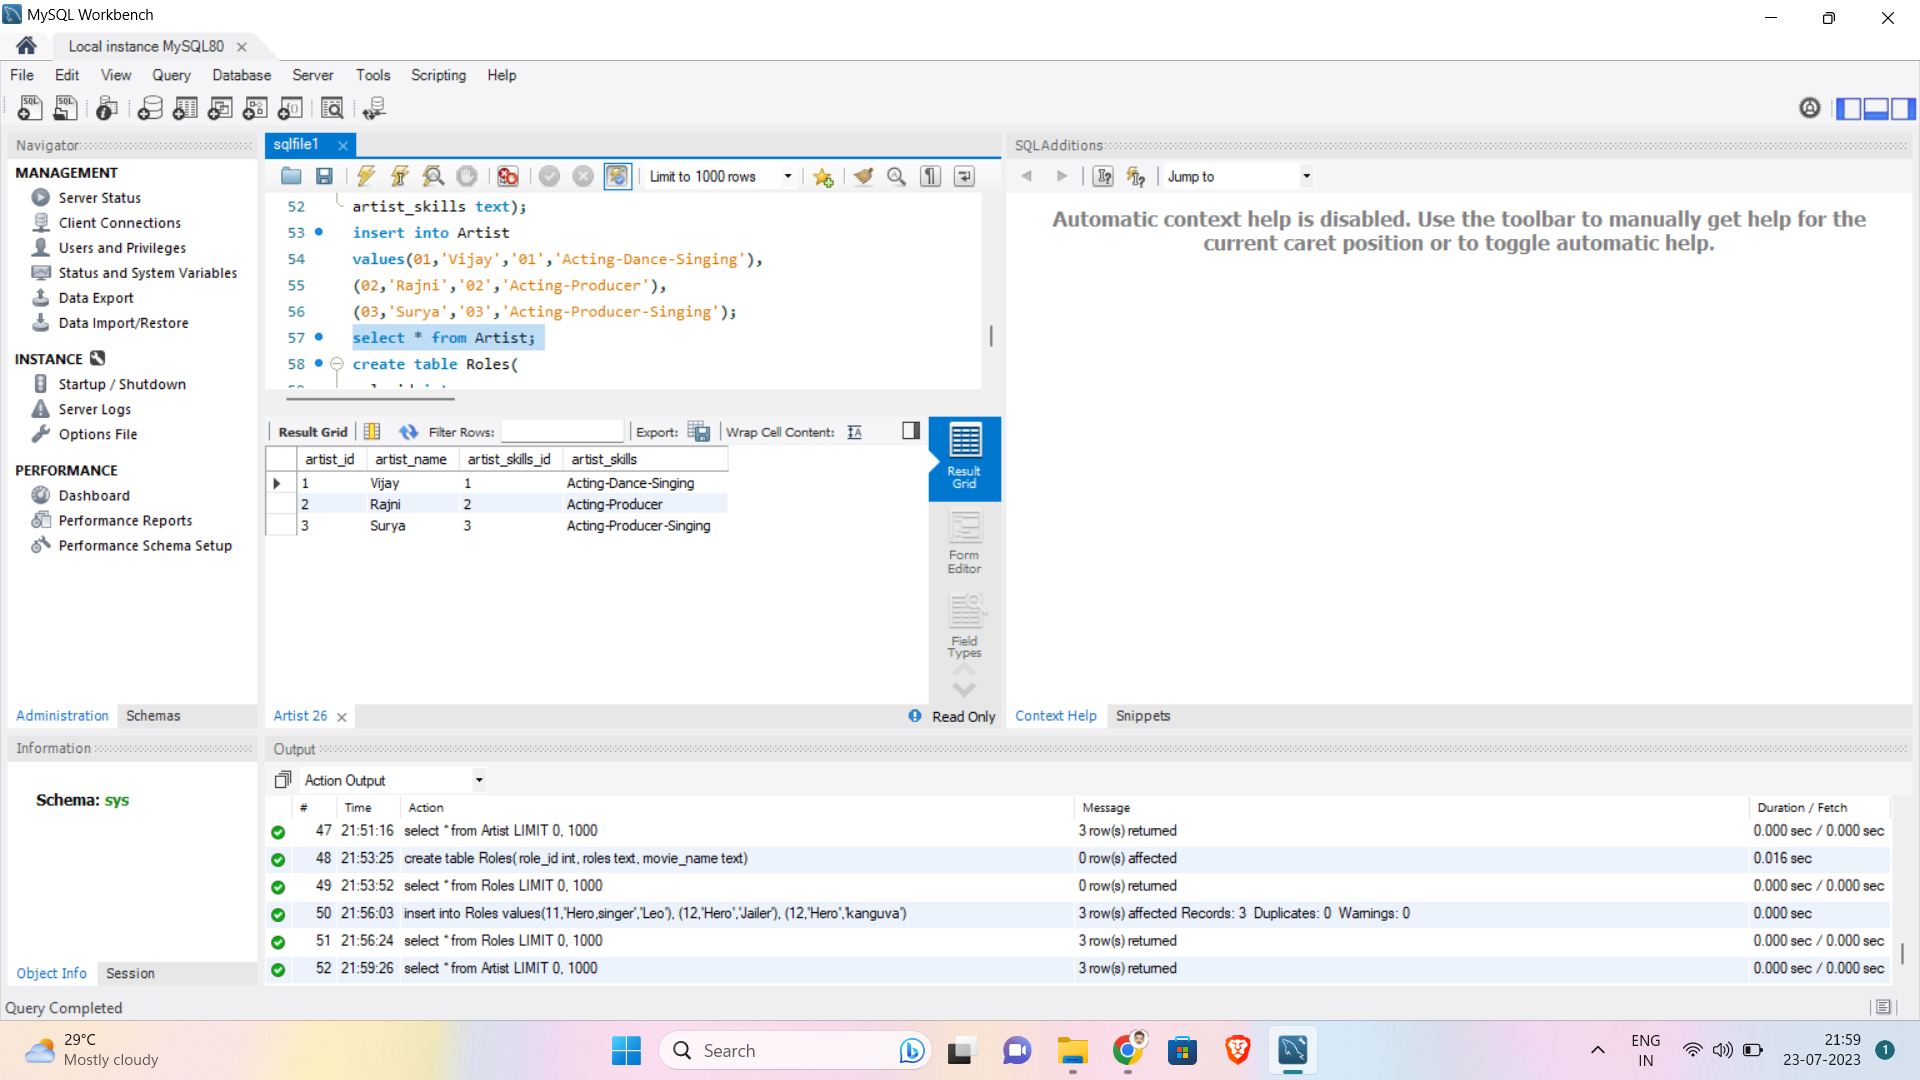 MySQL Workbench
Local instance MySQL80
File Edit View Query Database Server Tools Scripting Help
Navigator
MANAGEMENT
Server Status
Client Connections
Users and Privileges
Status and System Variables
Data Export
Data Import/Restore
INSTANCE
Startup / Shutdown
Server Logs
Options File
PERFORMANCE
Dashboard
Performance Reports
Performance Schema Setup
Administration Schemas
Information
Schema: sys
Object Info Session
sqlfile1
Limit to 1000 rows
52 artist_skills text);
53 insert into Artist
54 values(01,'Vijay','01','Acting-Dance-Singing'),
55 (02,'Rajni','02','Acting-Producer'),
56 (03,'Surya','03','Acting-Producer-Singing');
57 select * from Artist;
58 create table Roles(
Result Grid Filter Rows: Export: Wrap Cell Content:
artist_id artist_name artist_skills_id artist_skills
1 Vijay 1 Acting-Dance-Singing
2 Rajni 2 Acting-Producer
3 Surya 3 Acting-Producer-Singing
Result
Grid
Form
Editor
Field
Types
Artist 26 Read Only
SQLAdditions
Jump to
Automatic context help is disabled. Use the toolbar to manually get help for the
current caret position or to toggle automatic help.
Context Help Snippets
Output
Action Output
# Time Action Message Duration / Fetch
47 21:51:16 select * from Artist LIMIT 0, 1000 3 row(s) returned 0.000 sec / 0.000 sec
48 21:53:25 create table Roles( role_id int, roles text, movie_name text) 0 row(s) affected 0.016 sec
49 21:53:52 select * from Roles LIMIT 0, 1000 0 row(s) returned 0.000 sec / 0.000 sec
50 21:56:03 insert into Roles values(11,'Hero,singer','Leo'), (12,'Hero','Jailer'), (12,'Hero','kanguva') 3 row(s) affected Records: 3 Duplicates: 0 Warnings: 0 0.000 sec
51 21:56:24 select * from Roles LIMIT 0, 1000 3 row(s) returned 0.000 sec / 0.000 sec
52 21:59:26 select * from Artist LIMIT 0, 1000 3 row(s) returned 0.000 sec / 0.000 sec
Query Completed
29°C
Mostly cloudy
Search
ENG
IN
21:59
23-07-2023
1